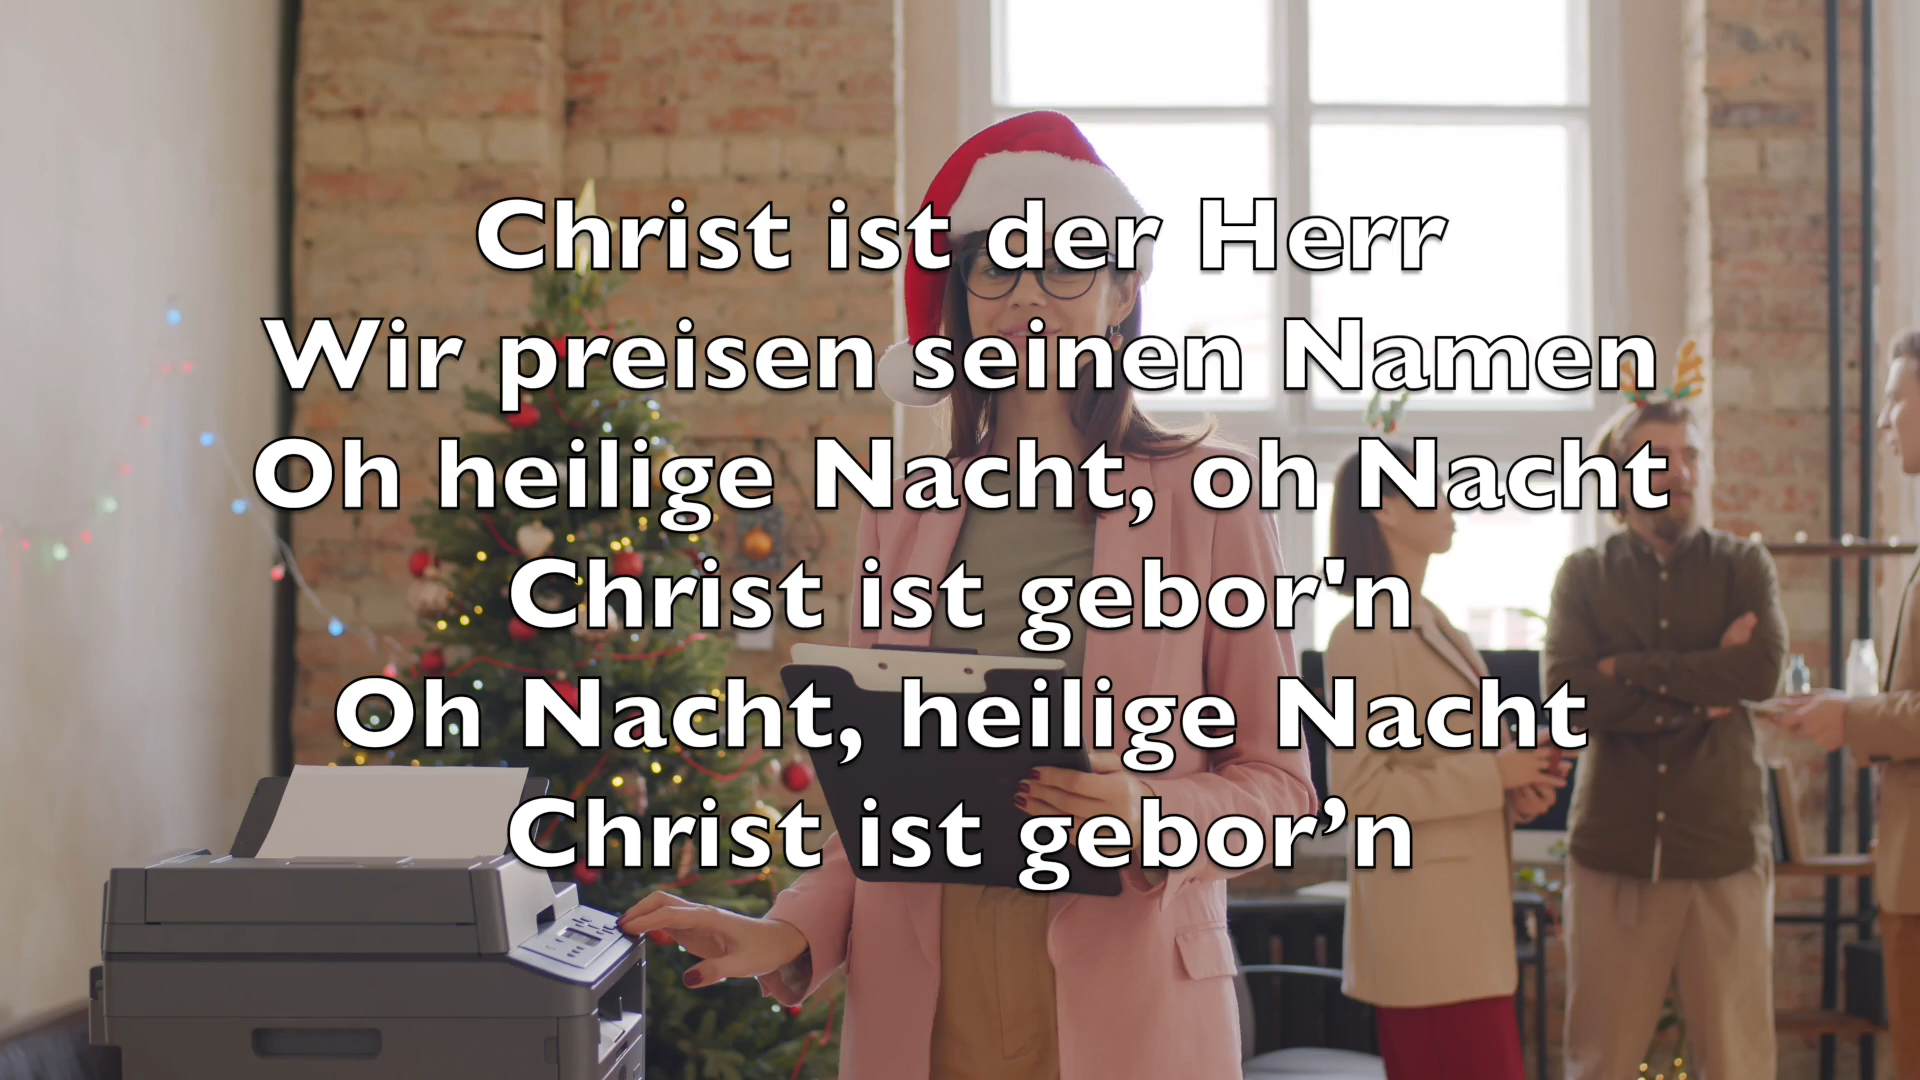 Christ ist der Herr
Wir preisen seinen Namen
Oh heilige Nacht, oh Nacht
Christ ist gebor'n
Oh Nacht, heilige Nacht
Christ ist gebor’n